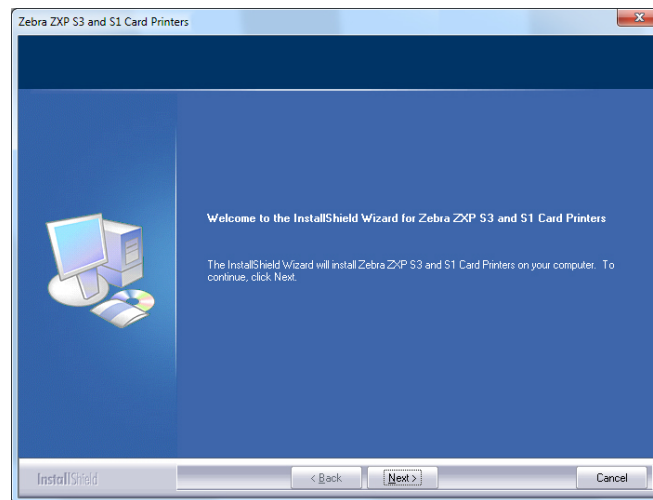 Zebra ZXP S3 and S1 Card Printers
Welcome to the InstallShield Wizard for Zebra ZXP S3 and S1 Card Printers
The InstallShield Wizard will install Zebra ZXP S3 and S1 Card Printers on your computer. To
continue, click Next.
InstallShield
< Back
Next >
Cancel